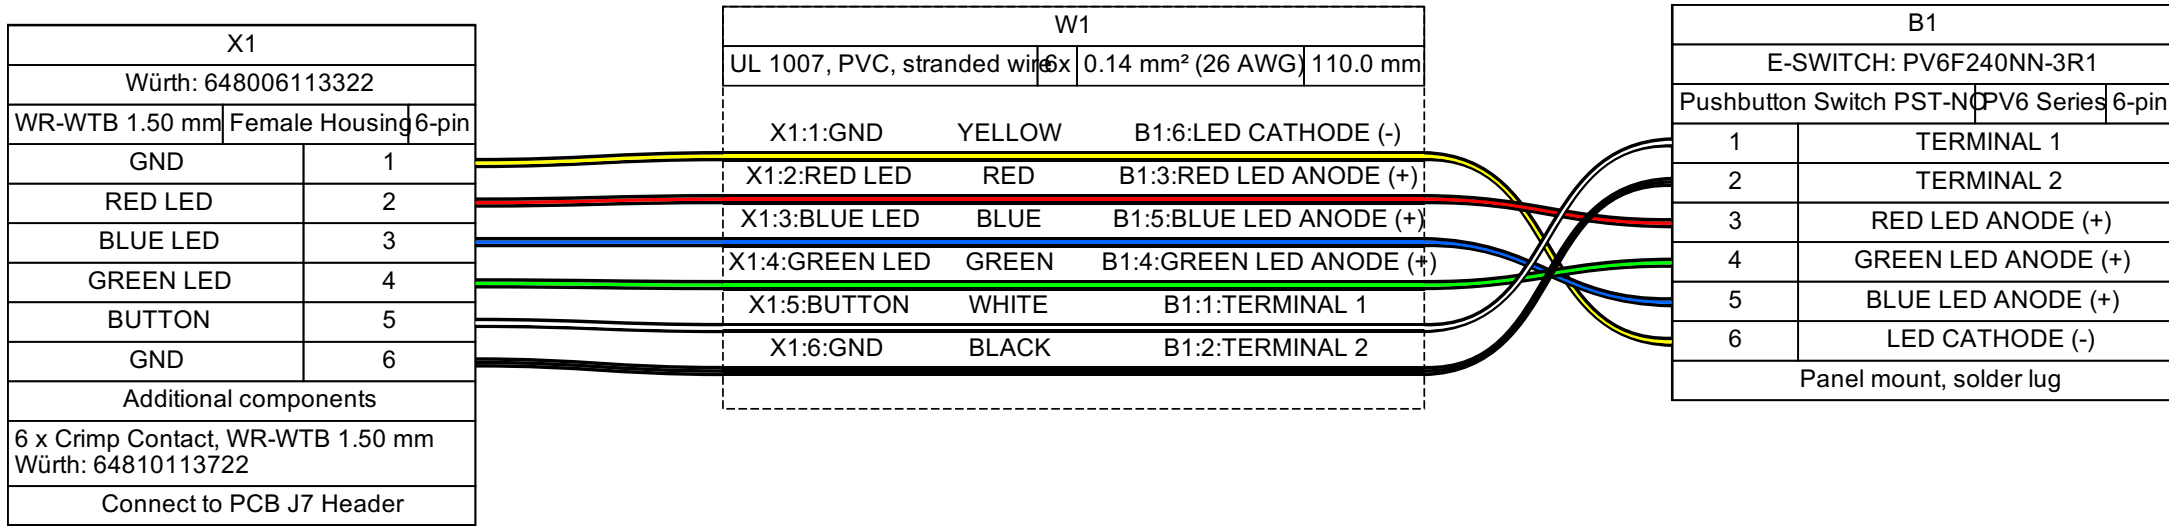 X1
Würth: 648006113322
WR-WTB 1.50 mm Female Housing 6-pin
GND 1
RED LED 2
BLUE LED 3
GREEN LED 4
BUTTON 5
GND 6
Additional components
6 x Crimp Contact, WR-WTB 1.50 mm
Würth: 64810113722
Connect to PCB J7 Header
W1
UL 1007, PVC, stranded wire 6x 0.14 mm² (26 AWG) 110.0 mm
X1:1:GND YELLOW B1:6:LED CATHODE (-)
X1:2:RED LED RED B1:3:RED LED ANODE (+)
X1:3:BLUE LED BLUE B1:5:BLUE LED ANODE (+)
X1:4:GREEN LED GREEN B1:4:GREEN LED ANODE (+)
X1:5:BUTTON WHITE B1:1:TERMINAL 1
X1:6:GND BLACK B1:2:TERMINAL 2
B1
E-SWITCH: PV6F240NN-3R1
Pushbutton Switch PST-NO PV6 Series 6-pin
1 TERMINAL 1
2 TERMINAL 2
3 RED LED ANODE (+)
4 GREEN LED ANODE (+)
5 BLUE LED ANODE (+)
6 LED CATHODE (-)
Panel mount, solder lug